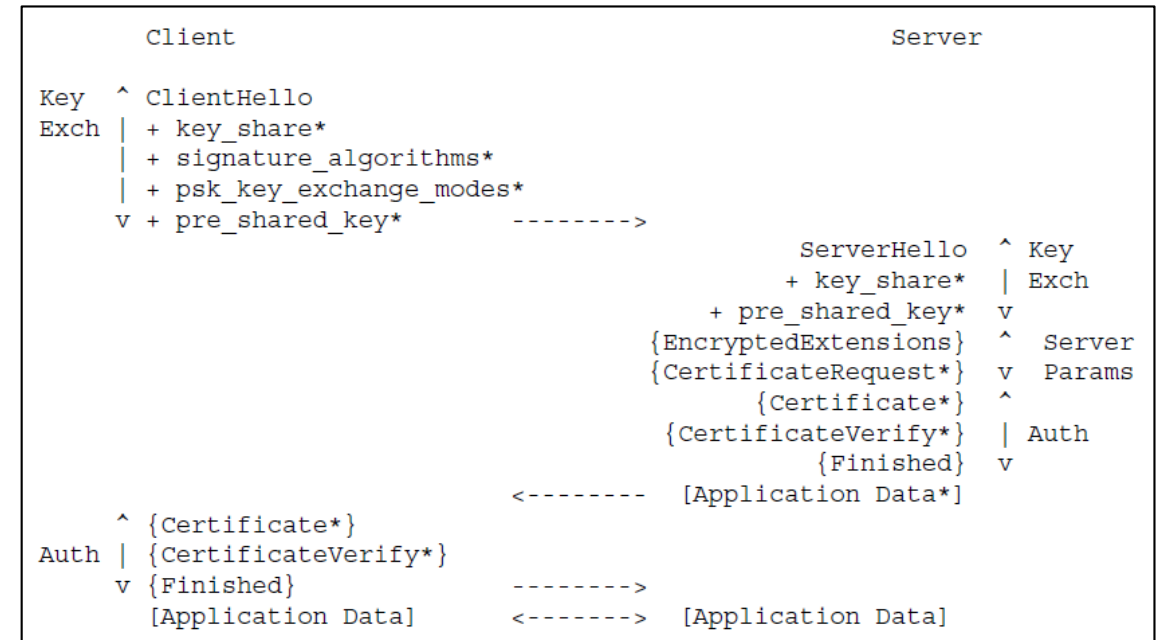 Client                                            Server
Key  ^ ClientHello
Exch | + key_share*
     | + signature_algorithms*
     | + psk_key_exchange_modes*
     v + pre_shared_key*       -------->
                                                  ServerHello  ^ Key
                                                 + key_share*  | Exch
                                            + pre_shared_key*  v
                                        {EncryptedExtensions}  ^  Server
                                        {CertificateRequest*}  v  Params
                                               {Certificate*}  ^
                                         {CertificateVerify*}  | Auth
                                                   {Finished}  v
                               <--------  [Application Data*]
     ^ {Certificate*}
Auth | {CertificateVerify*}
     v {Finished}              -------->
       [Application Data]      <------->  [Application Data]